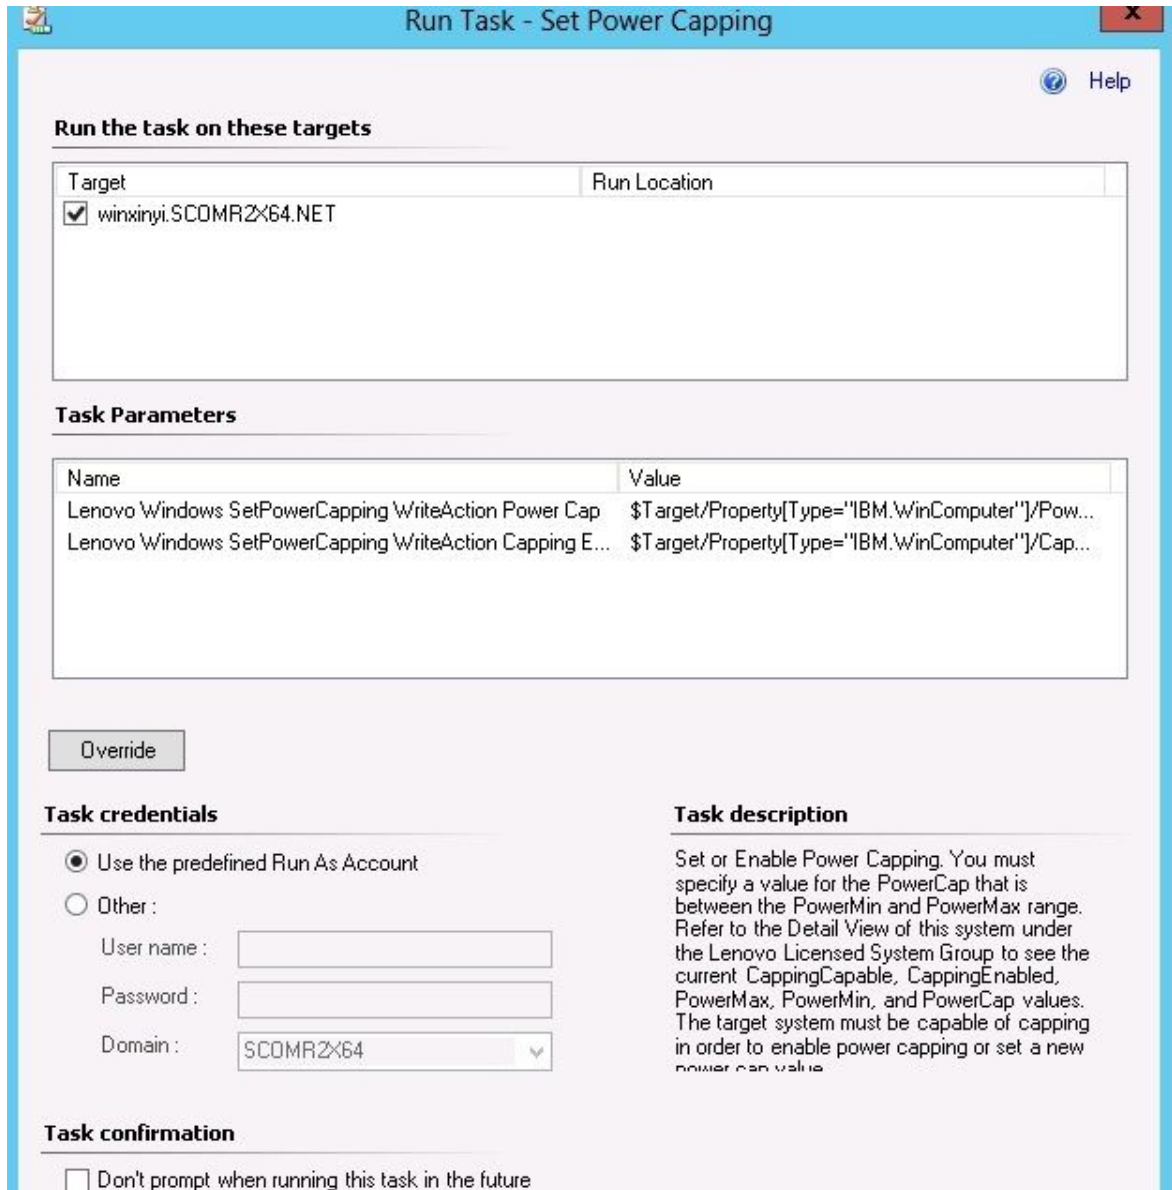 Run Task - Set Power Capping
x
Help
Run the task on these targets
Target Run Location
winxinyi.SCOMR2X64.NET
Task Parameters
Name Value
Lenovo Windows SetPowerCapping WriteAction Power Cap $Target/Property[Type="IBM.WinComputer"]/Pow...
Lenovo Windows SetPowerCapping WriteAction Capping E... $Target/Property[Type="IBM.WinComputer"]/Cap...
Override
Task credentials
Use the predefined Run As Account
Other :
User name :
Password :
Domain : SCOMR2X64
Task description
Set or Enable Power Capping. You must
specify a value for the PowerCap that is
between the PowerMin and PowerMax range.
Refer to the Detail View of this system under
the Lenovo Licensed System Group to see the
current CappingCapable, CappingEnabled,
PowerMax, PowerMin, and PowerCap values.
The target system must be capable of capping
in order to enable power capping or set a new
power cap value
Task confirmation
Don't prompt when running this task in the future